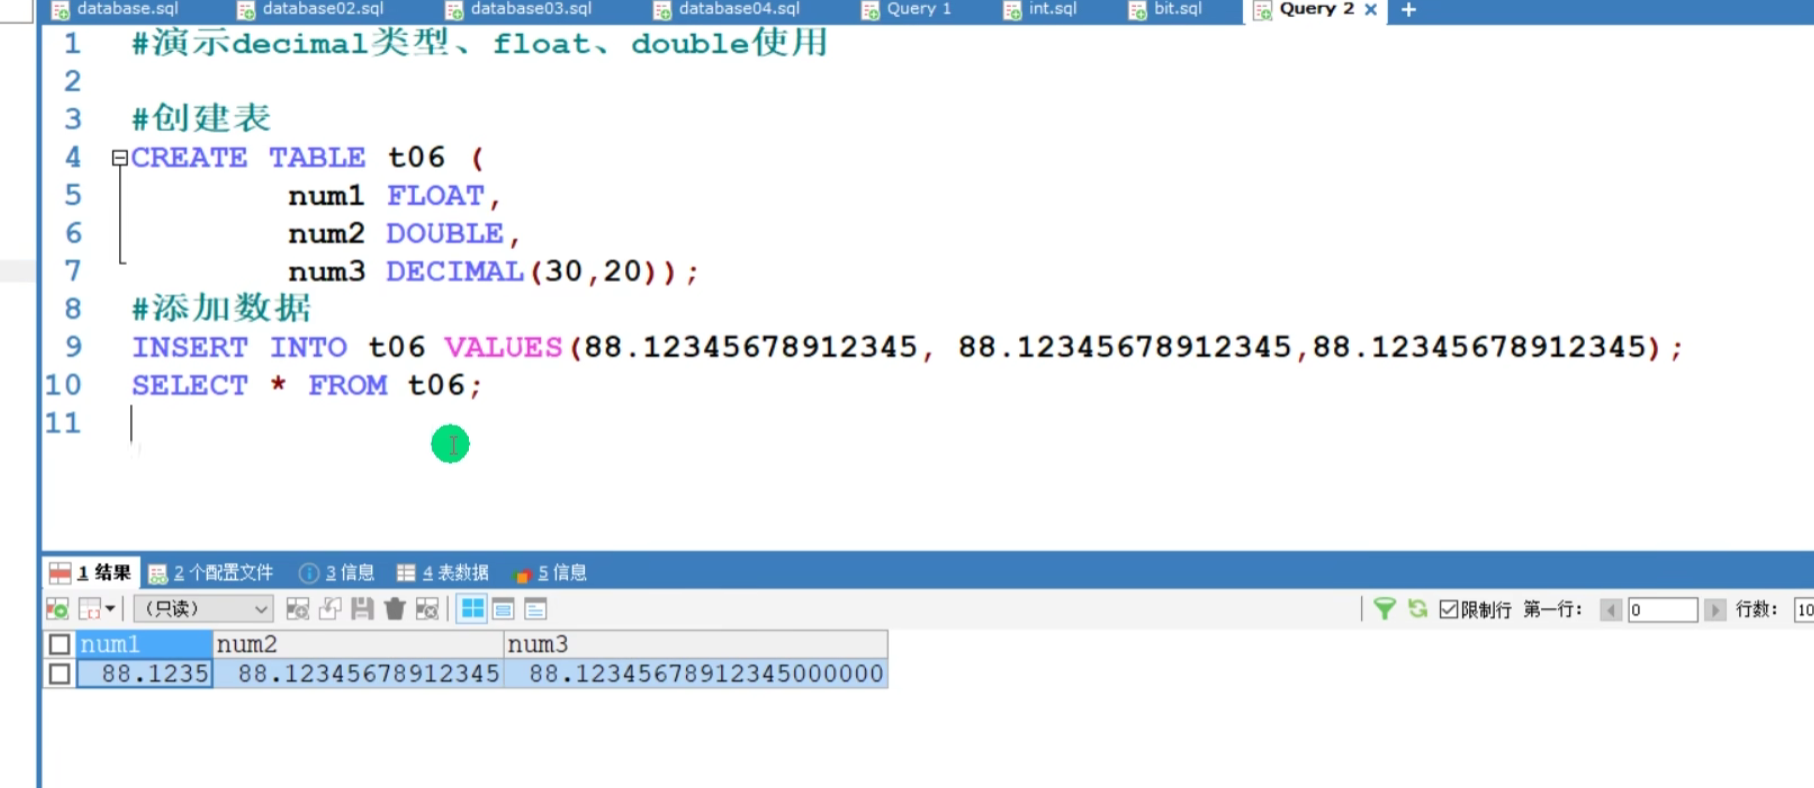 database.sql database02.sql database03.sql database04.sql Query 1 int.sql bit.sql Query 2
1 #演示decimal类型、float、double使用
2
3 #创建表
4 CREATE TABLE t06 (
5 num1 FLOAT,
6 num2 DOUBLE,
7 num3 DECIMAL(30,20));
8 #添加数据
9 INSERT INTO t06 VALUES(88.12345678912345, 88.12345678912345,88.12345678912345);
10 SELECT * FROM t06;
11
1 结果 2 个配置文件 3 信息 4 表数据 5 信息
（只读） 限制行 第一行: 0 行数: 10
num1 num2 num3
88.1235 88.12345678912345 88.12345678912345000000